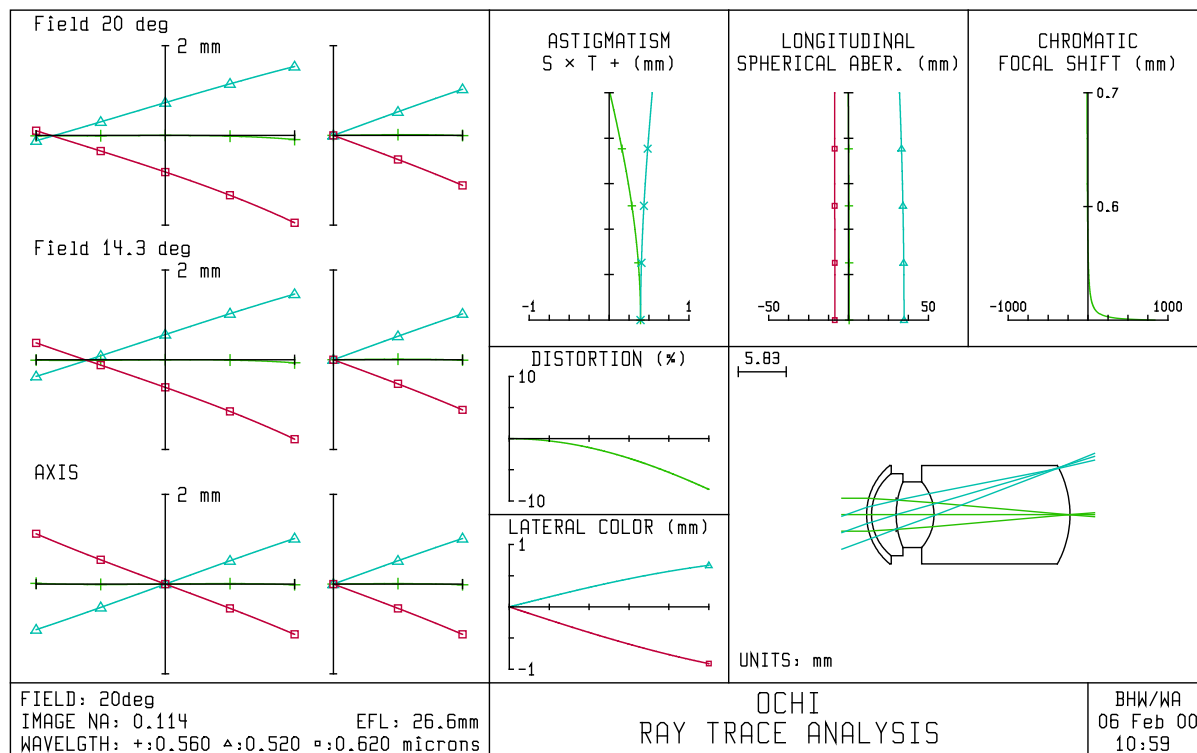 Field 20 deg
2 mm
Field 14.3 deg
2 mm
AXIS
2 mm
ASTIGMATISM
S × T + (mm)
-1
1
LONGITUDINAL
SPHERICAL ABER. (mm)
-50
50
CHROMATIC
FOCAL SHIFT (mm)
0.7
0.6
-1000
1000
DISTORTION (%)
10
-10
LATERAL COLOR (mm)
1
-1
5.83
UNITS: mm
FIELD: 20deg
IMAGE NA: 0.114 EFL: 26.6mm
WAVELGTH: +:0.560 ▵:0.520 ▫:0.620 microns
OCHI
RAY TRACE ANALYSIS
BHW/WA
06 Feb 00
10:59